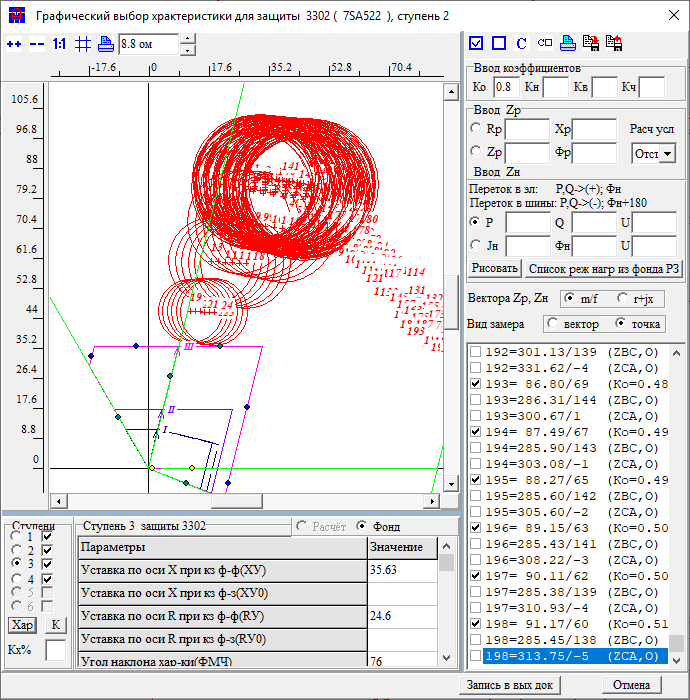 Графический выбор хрктеристики для защиты 3302 ( 7SA522 ), ступень 2
++ -- 1:1 8.8 ом
-17.6 0 17.6 35.2 52.8 70.4
105.6
96.8
88
79.2
70.4
61.6
52.8
44
35.2
26.4
17.6
8.8
0
III
II
I
Ступени
1
2
3
4
5
6
Хар К
Кх%
Ступень 3 защиты 3302
Расчёт Фонд
Параметры Значение
Уставка по оси X при кз ф-ф(XУ) 35.63
Уставка по оси X при кз ф-з(XУ0)
Уставка по оси R при кз ф-ф(RУ) 24.6
Уставка по оси R при кз ф-з(RУ0)
Угол наклона хар-ки(ФМЧ) 76
Ввод коэффициентов
Ко 0.8 Кн Кв Кч
Ввод Zр
Rр Xр Расч усл
Zр Фр Отст
Ввод Zн
Переток в зл: P,Q->(+); Фн
Переток в шины: P,Q->(-); Фн+180
P Q U
Jн Фн U
Рисовать Список реж нагр из фонда РЗ
Вектора Zр, Zн m/f r+jx
Вид замера вектор точка
192=301.13/139 (ZBC,O)
192=331.62/-4 (ZCA,O)
193= 86.80/69 (Ко=0.48
193=286.31/144 (ZBC,O)
193=300.67/1 (ZCA,O)
194= 87.49/67 (Ко=0.49
194=285.90/143 (ZBC,O)
194=303.08/-1 (ZCA,O)
195= 88.27/65 (Ко=0.49
195=285.60/142 (ZBC,O)
195=305.60/-2 (ZCA,O)
196= 89.15/63 (Ко=0.50
196=285.43/141 (ZBC,O)
196=308.22/-3 (ZCA,O)
197= 90.11/62 (Ко=0.50
197=285.38/139 (ZBC,O)
197=310.93/-4 (ZCA,O)
198= 91.17/60 (Ко=0.51
198=285.45/138 (ZBC,O)
198=313.75/-5 (ZCA,O)
Запись в вых док Отмена